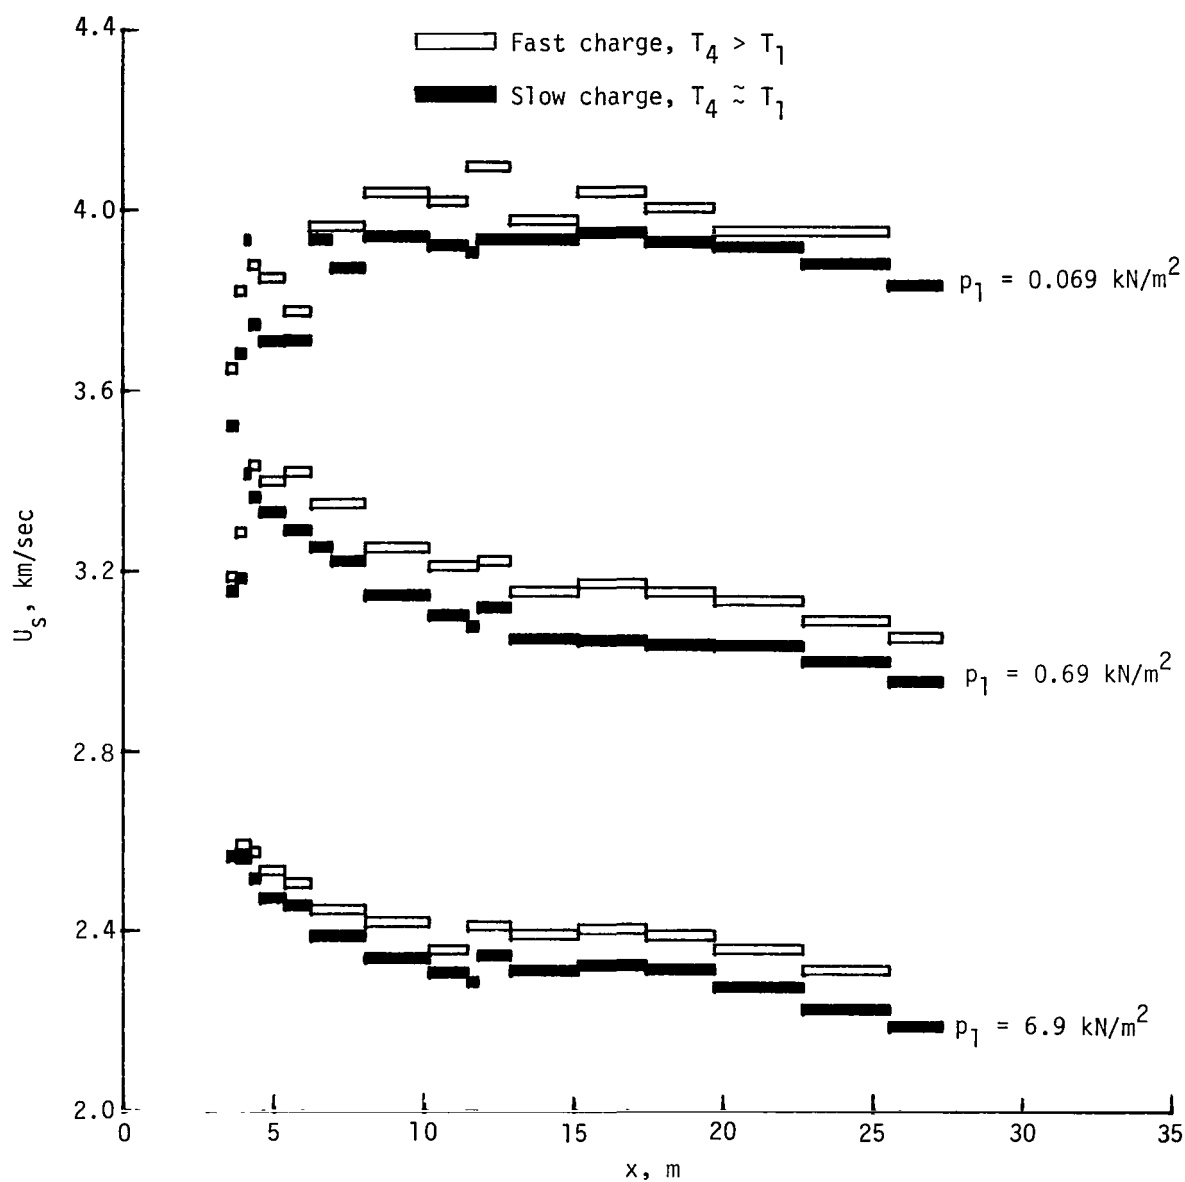 Fast charge, T4 > T1
Slow charge, T4 ≈ T1
4.4
4.0
3.6
3.2
2.8
2.4
2.0
Us, km/sec
p1 = 0.069 kN/m2
p1 = 0.69 kN/m2
p1 = 6.9 kN/m2
0 5 10 15 20 25 30 35
x, m